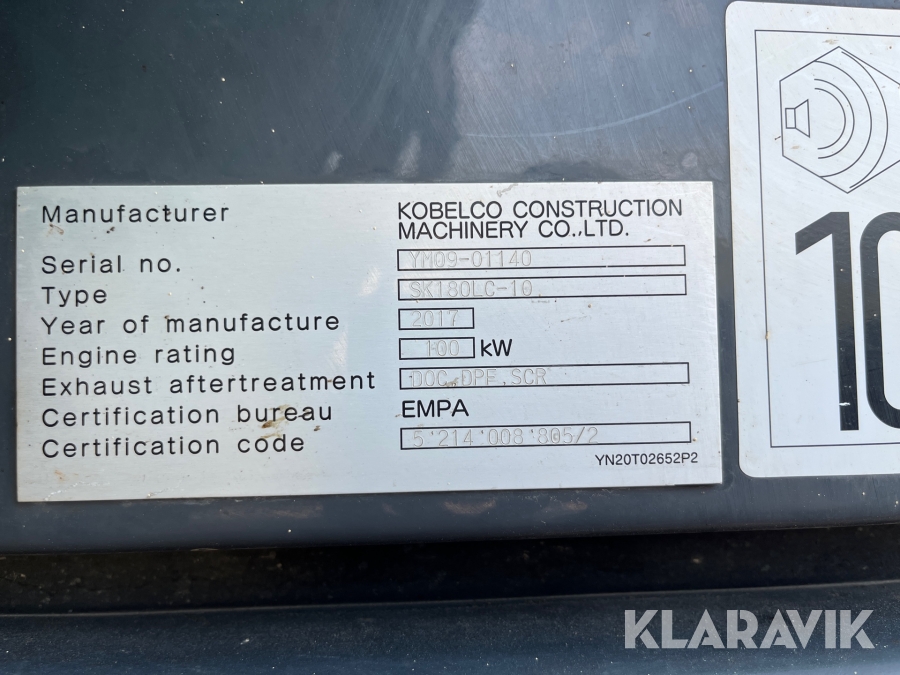 Manufacturer KOBELCO CONSTRUCTION
MACHINERY CO.,LTD.
Serial no. YM09-01140
Type SK180LC-10.
Year of manufacture 2017
Engine rating 100 kW
Exhaust aftertreatment DOC,DPF,SCR
Certification bureau EMPA
Certification code 5'214'008'805/2
YN20T02652P2
10
KLARAVIK